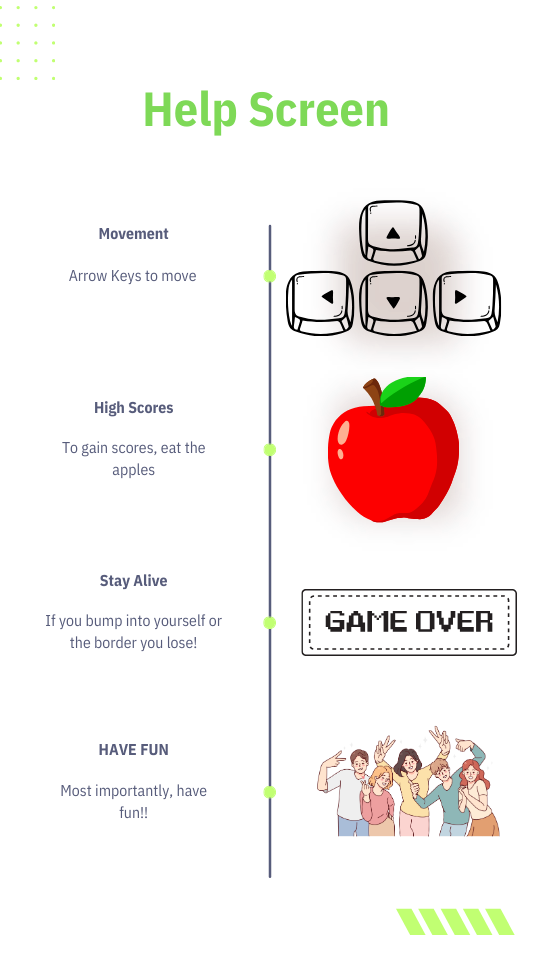 Help Screen
Movement
Arrow Keys to move
High Scores
To gain scores, eat the
apples
Stay Alive
If you bump into yourself or
the border you lose!
GAME OVER
HAVE FUN
Most importantly, have
fun!!